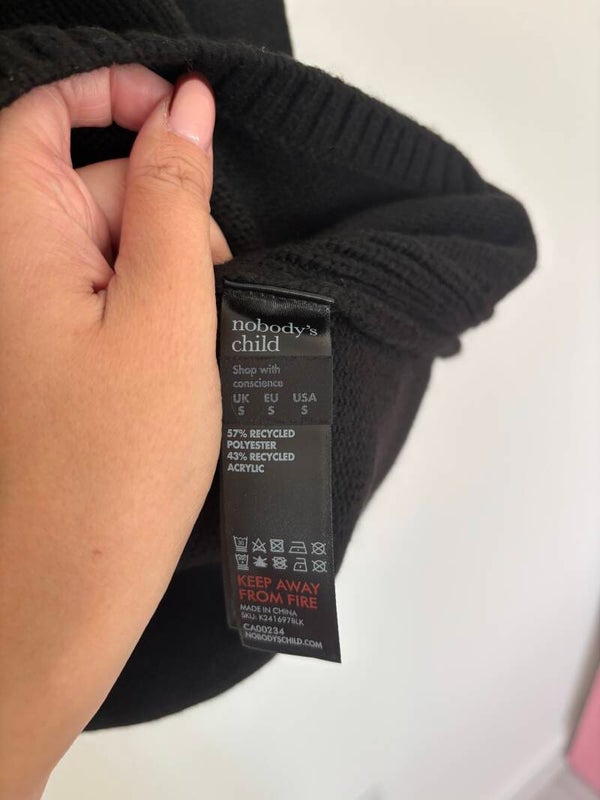 nobody's
child
Shop with
conscience
UK EU USA
S S S
57% RECYCLED
POLYESTER
43% RECYCLED
ACRYLIC
KEEP AWAY
FROM FIRE
MADE IN CHINA
SKU: K241697BLK
CA00234
NOBODYSCHILD.COM